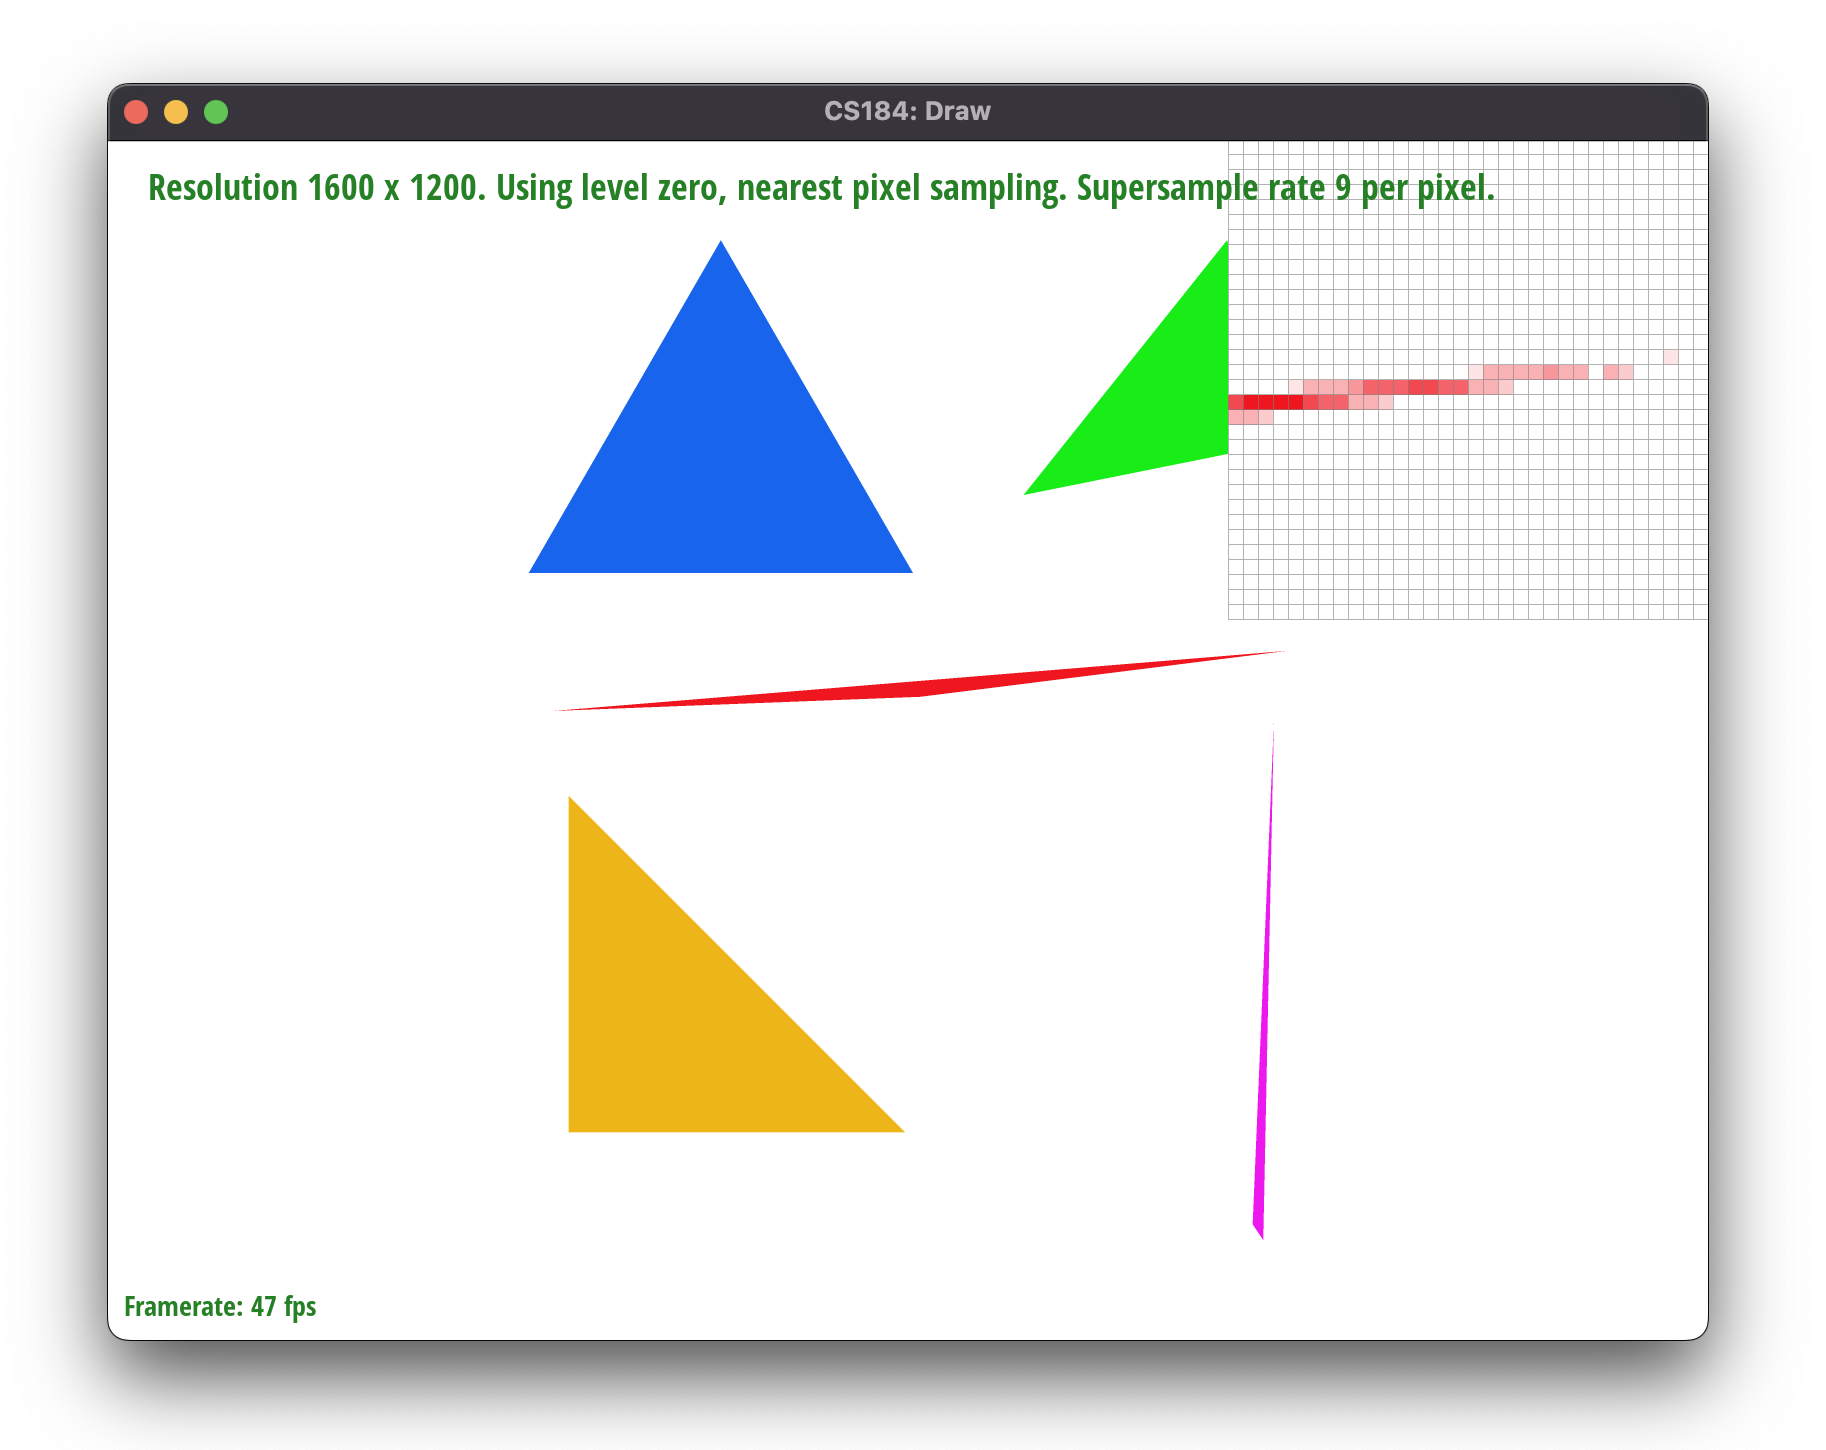 CS184: Draw
Resolution 1600 x 1200. Using level zero, nearest pixel sampling. Supersample rate 9 per pixel.
Framerate: 47 fps